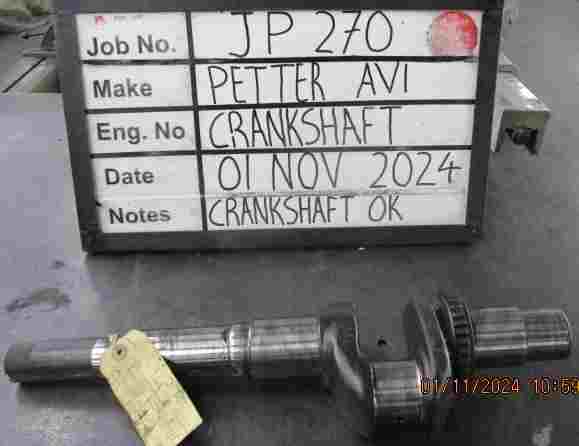 Job No. JP 270
Make PETTER AVI
Eng. No CRANKSHAFT
Date 01 NOV 2024
Notes CRANKSHAFT OK
01/11/2024 10:59